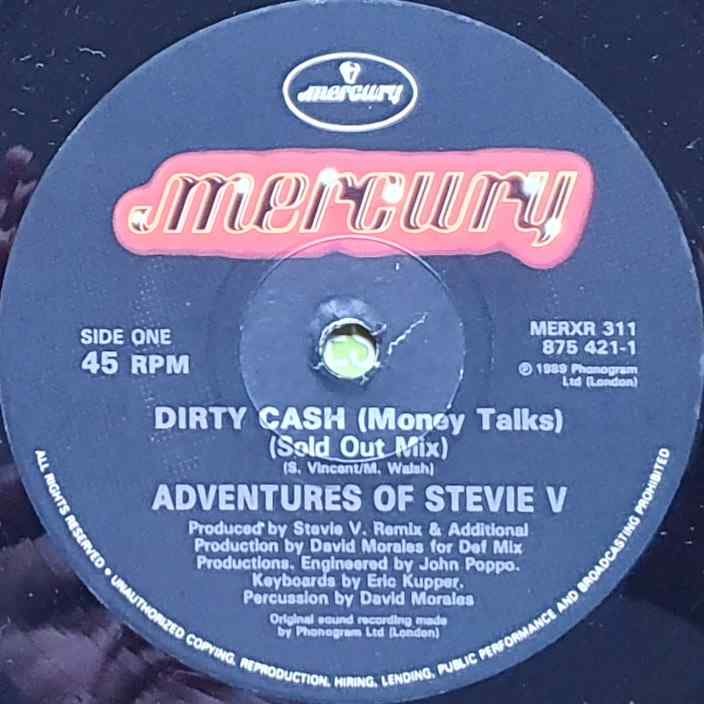 mercury
mercury
SIDE ONE
45 RPM
MERXR 311
875 421-1
℗ 1989 Phonogram
Ltd (London)
DIRTY CASH (Money Talks)
(Sold Out Mix)
(S. Vincent/M. Walsh)
ADVENTURES OF STEVIE V
Produced by Stevie V. Remix & Additional
Production by David Morales for Def Mix
Productions. Engineered by John Poppo.
Keyboards by Eric Kupper.
Percussion by David Morales
Original sound recording made
by Phonogram Ltd (London)
ALL RIGHTS RESERVED • UNAUTHORIZED COPYING, REPRODUCTION, HIRING, LENDING, PUBLIC PERFORMANCE AND BROADCASTING PROHIBITED